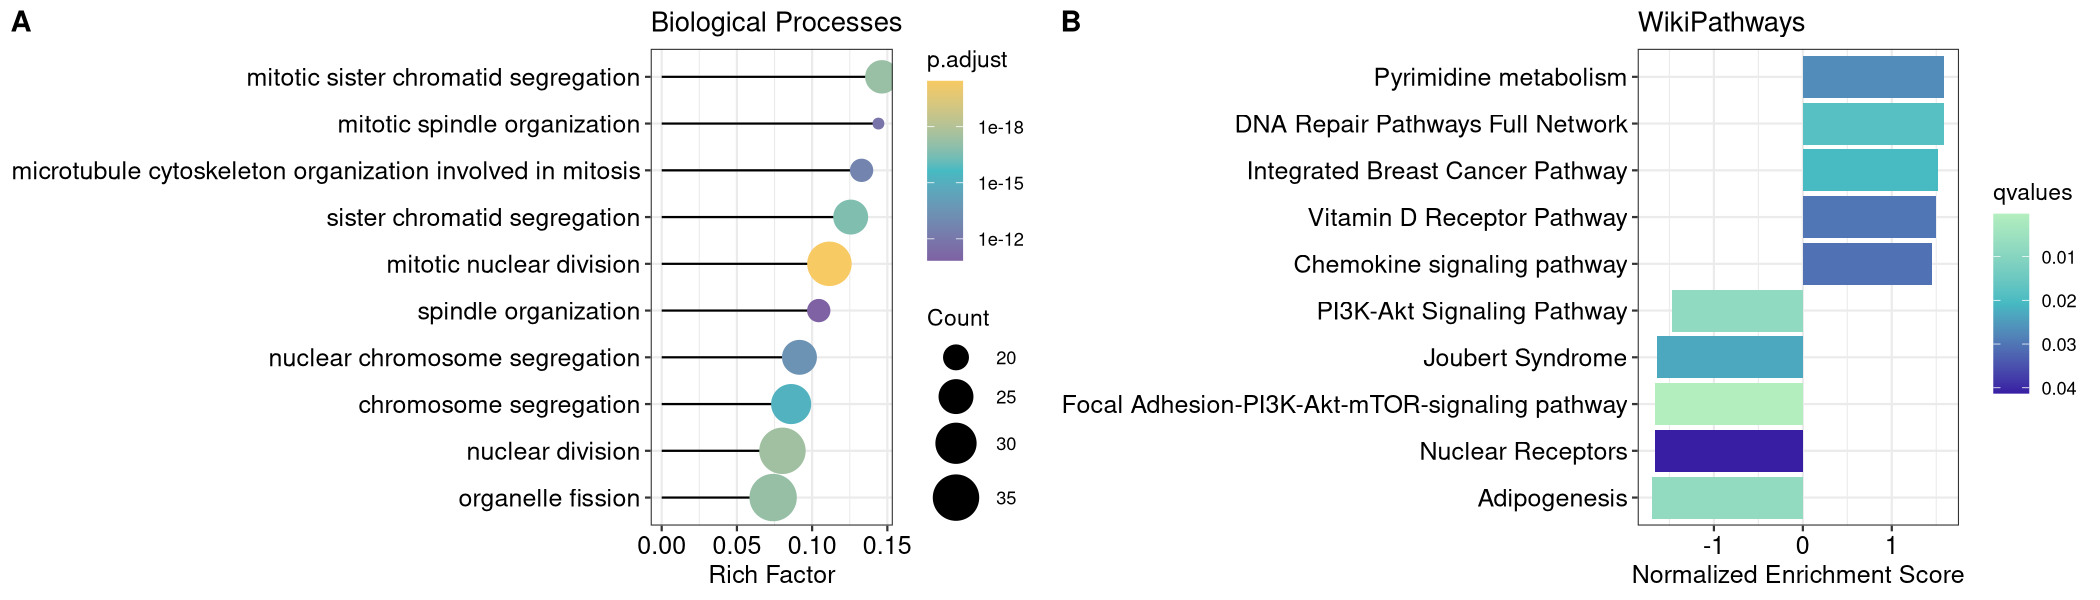 A
Biological Processes
mitotic sister chromatid segregation
mitotic spindle organization
microtubule cytoskeleton organization involved in mitosis
sister chromatid segregation
mitotic nuclear division
spindle organization
nuclear chromosome segregation
chromosome segregation
nuclear division
organelle fission
0.00 0.05 0.10 0.15
Rich Factor
p.adjust
1e-18
1e-15
1e-12
Count
20
25
30
35
B
WikiPathways
Pyrimidine metabolism
DNA Repair Pathways Full Network
Integrated Breast Cancer Pathway
Vitamin D Receptor Pathway
Chemokine signaling pathway
PI3K-Akt Signaling Pathway
Joubert Syndrome
Focal Adhesion-PI3K-Akt-mTOR-signaling pathway
Nuclear Receptors
Adipogenesis
-1 0 1
Normalized Enrichment Score
qvalues
0.01
0.02
0.03
0.04